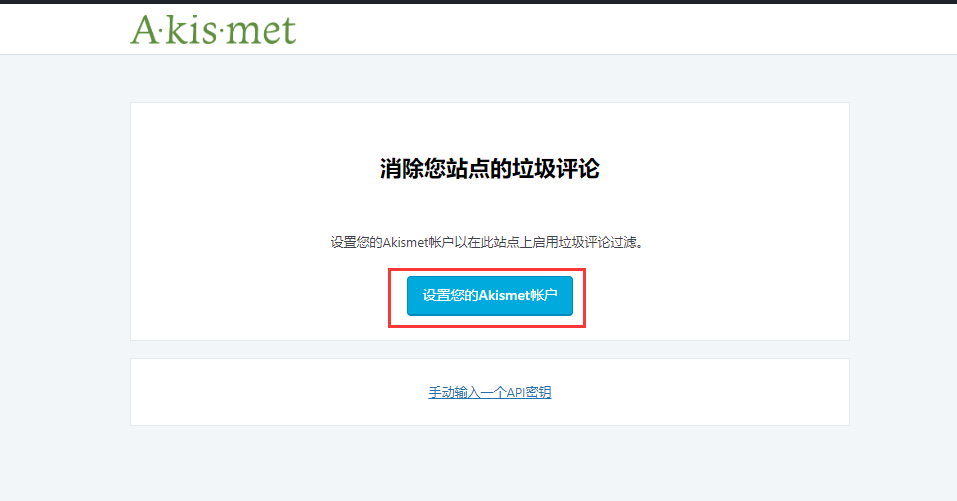 A·kis·met
消除您站点的垃圾评论
设置您的Akismet帐户以在此站点上启用垃圾评论过滤。
设置您的Akismet帐户
手动输入一个API密钥